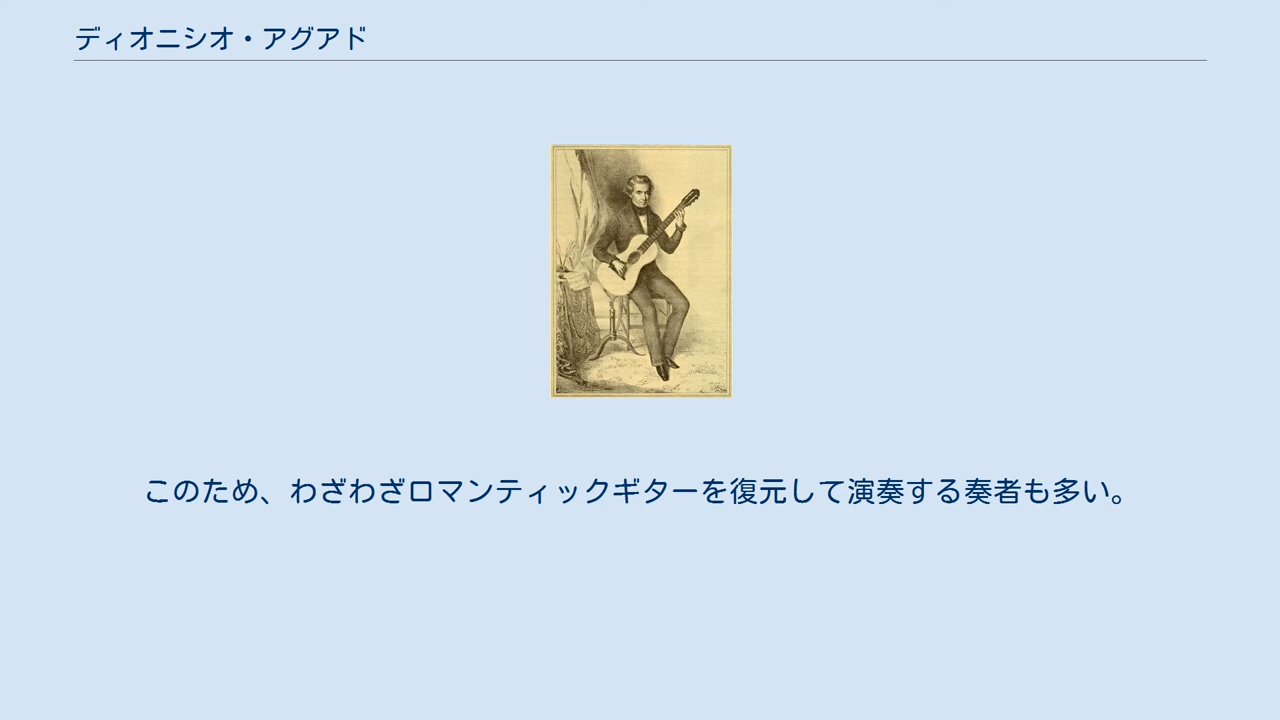 ディオニシオ・アグアド
このため、わざわざロマンティックギターを復元して演奏する奏者も多い。